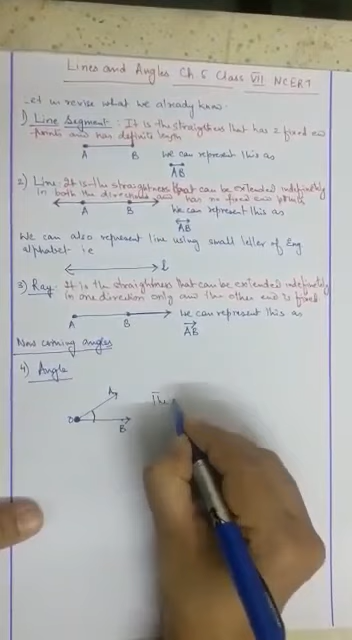 Lines and Angles Ch 5 Class VII NCERT
Let us revise what we already know.
1) Line Segment : It is the straightness that has 2 fixed end
points and has definite length
A B we can represent this as
AB
2) Line - It is the straightness that can be extended indefinitely
in both the directions and has no fixed end points
A B We can represent this as
AB
We can also represent line using small letter of Eng
alphabet i.e
l
3) Ray : It is the straightness that can be extended indefinitely
in one direction only and the other end is fixed
A B we can represent this as
AB
Now coming angles
4) Angle
A The
O B